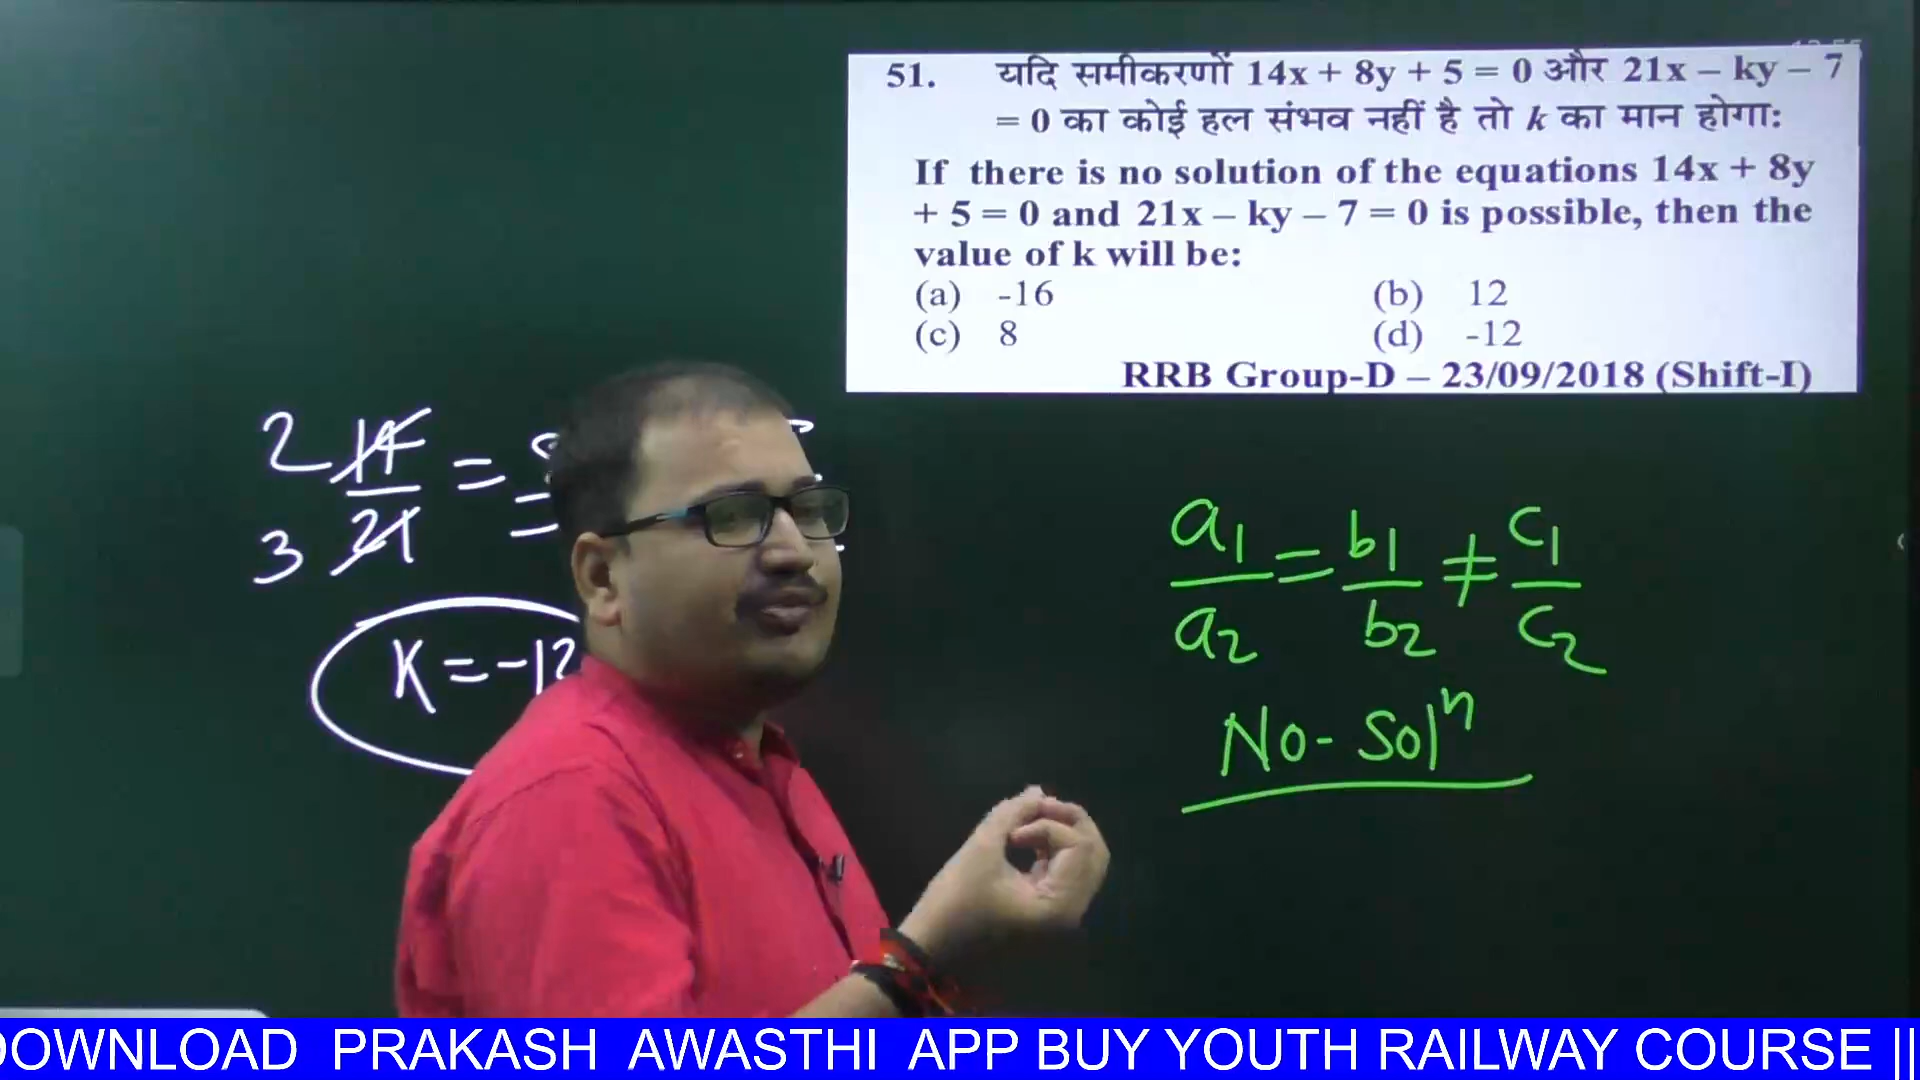 51. यदि समीकरणों 14x + 8y + 5 = 0 और 21x – ky – 7
= 0 का कोई हल संभव नहीं है तो k का मान होगा:
If there is no solution of the equations 14x + 8y
+ 5 = 0 and 21x – ky – 7 = 0 is possible, then the
value of k will be:
(a) -16 (b) 12
(c) 8 (d) -12
RRB Group-D – 23/09/2018 (Shift-I)
2 14
=
3 21
K = -12
a1 = b1 ≠ c1
a2 b2 c2
No-Solⁿ
DOWNLOAD PRAKASH AWASTHI APP BUY YOUTH RAILWAY COURSE ||